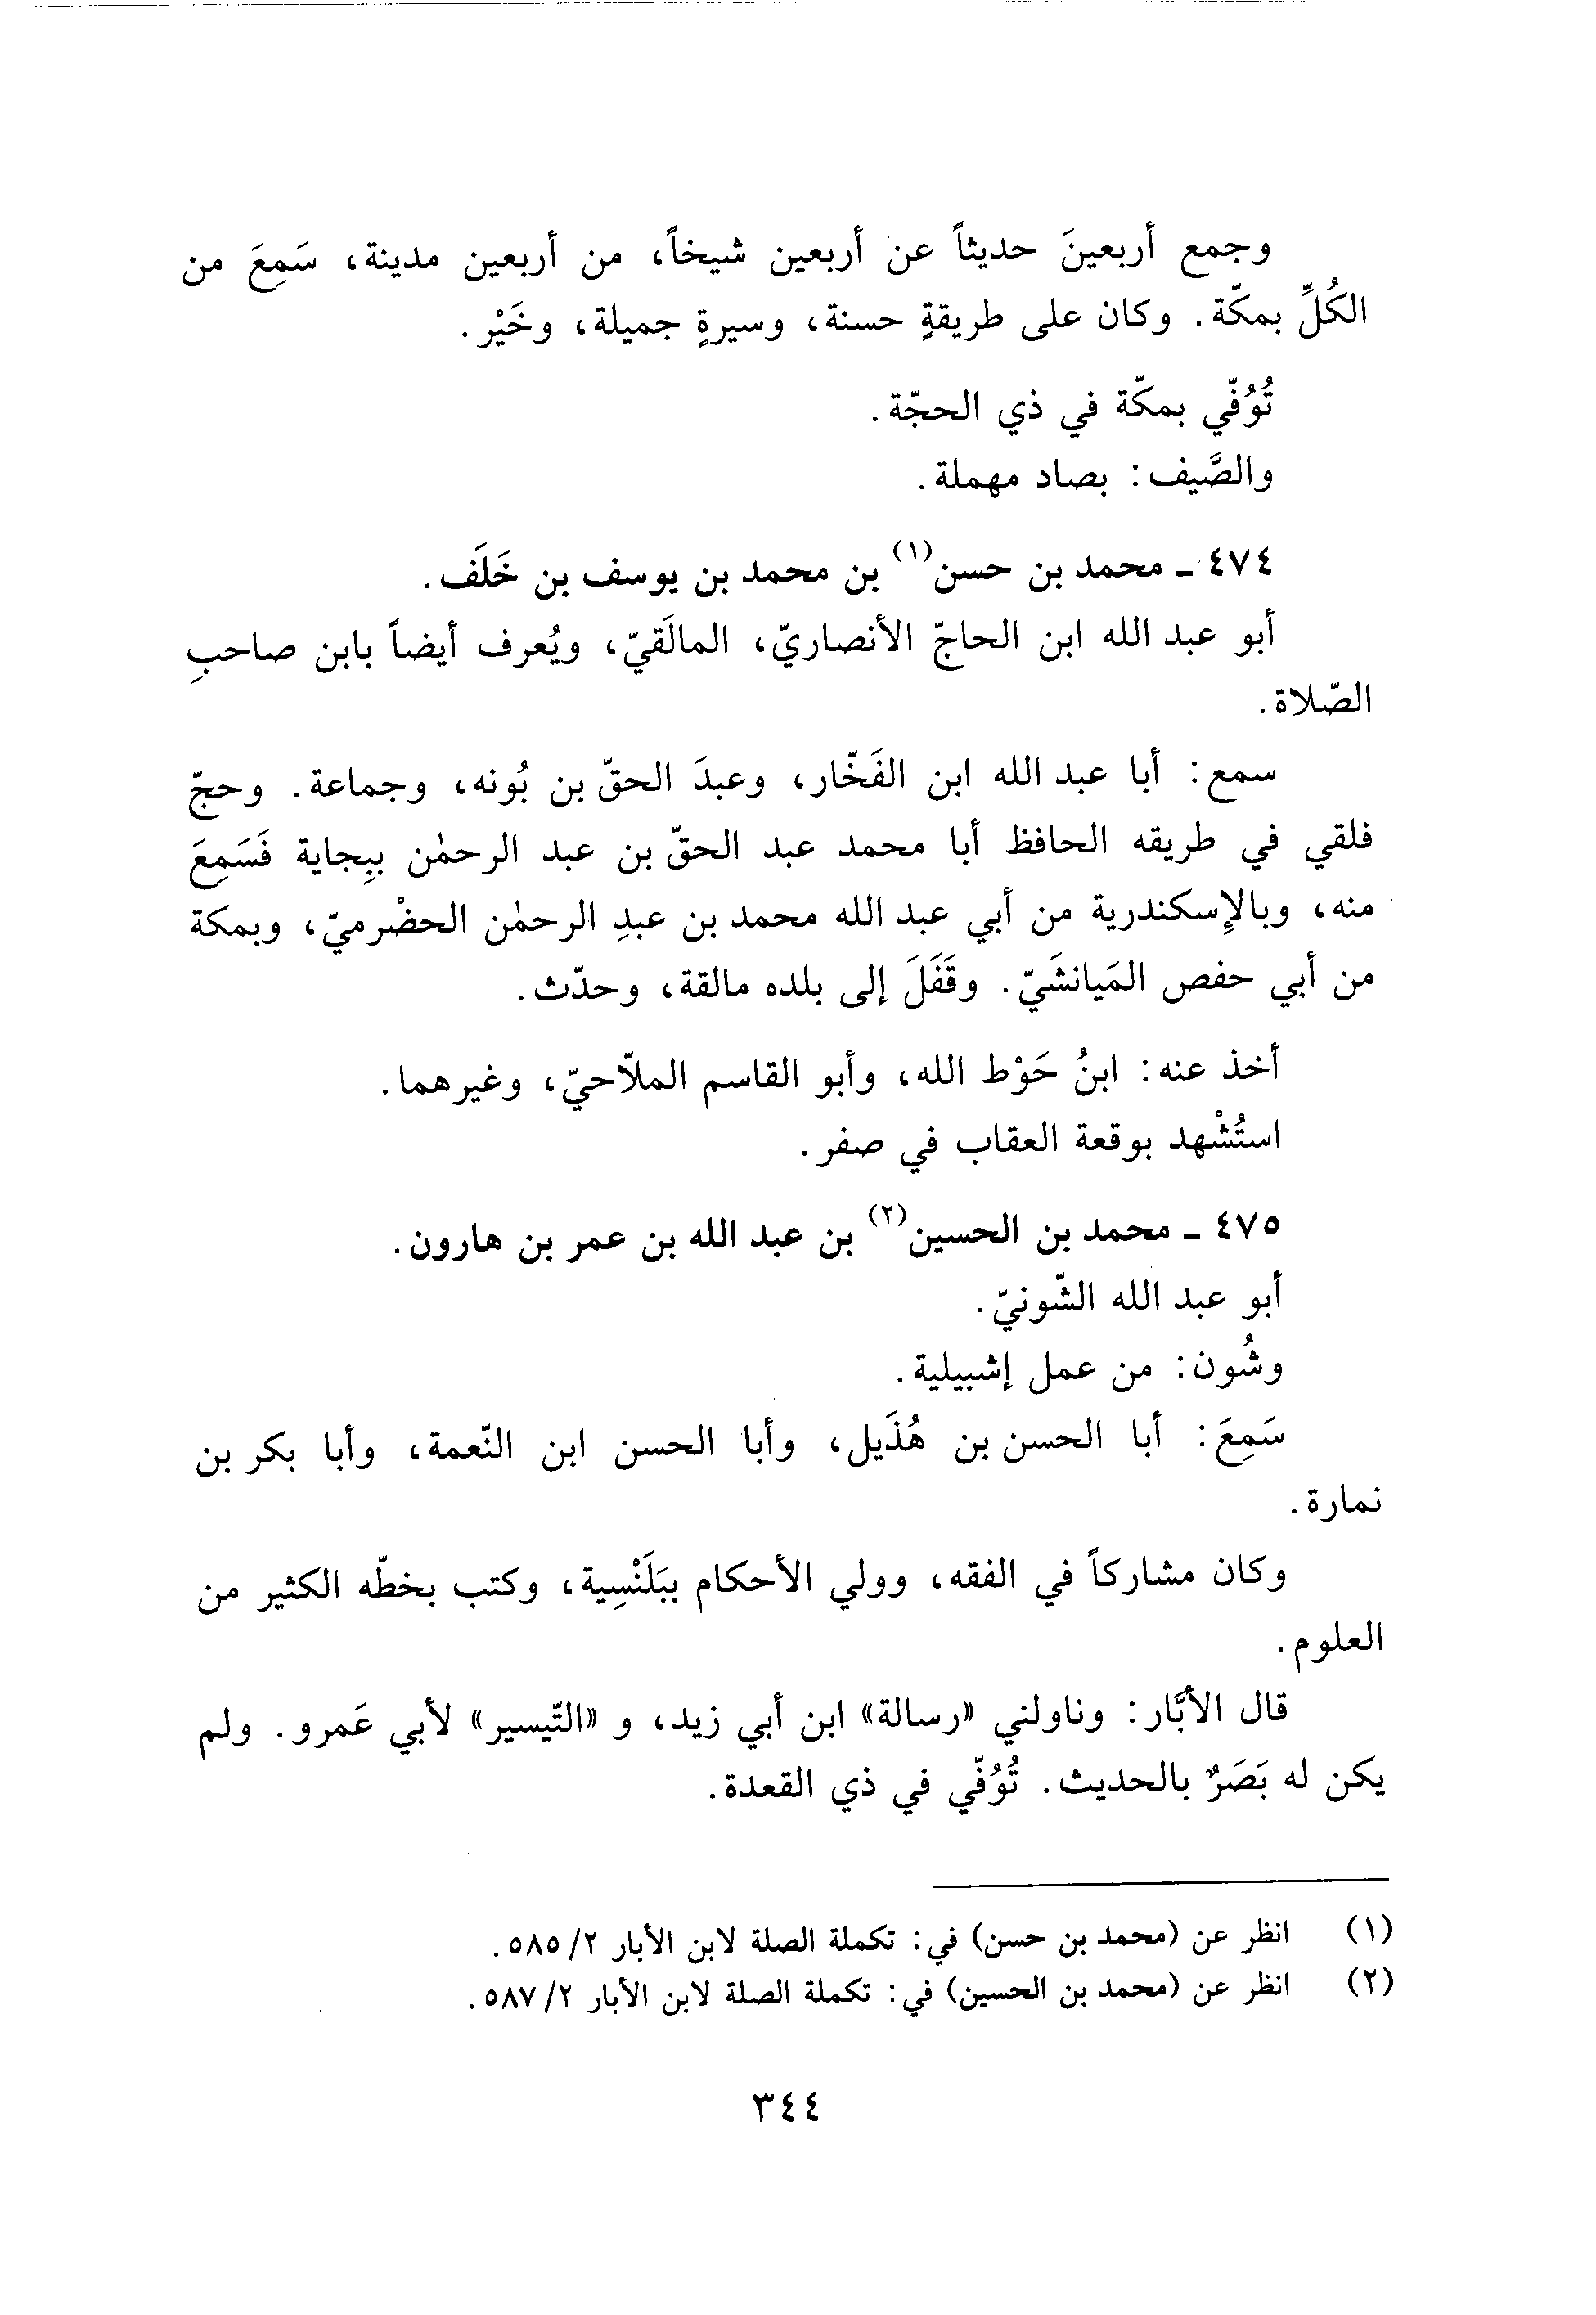 وجمع أربعينَ حديثاً عن أربعين شيخاً، من أربعين مدينة، سَمِعَ من
الكُلِّ بمكّة. وكان على طريقةٍ حسنة، وسيرةٍ جميلة، وخَيْر.
تُوُفّي بمكّة في ذي الحجّة.
والصَّيف: بصاد مهملة.
٤٧٤ ـ محمد بن حسن(١) بن محمد بن يوسف بن خَلَف.
أبو عبد الله ابن الحاجّ الأنصاريّ، المالَقيّ، ويُعرف أيضاً بابن صاحبِ
الصّلاة.
سمع: أبا عبد الله ابن الفَخّار، وعبدَ الحقّ بن بُونه، وجماعة. وحجّ
فلقي في طريقه الحافظ أبا محمد عبد الحقّ بن عبد الرحمٰن ببِجاية فَسَمِعَ
منه، وبالإسكندرية من أبي عبد الله محمد بن عبدِ الرحمٰن الحضْرميّ، وبمكة
من أبي حفص المَيانشَيّ. وقَفَلَ إلى بلده مالقة، وحدّث.
أخذ عنه: ابنُ حَوْط الله، وأبو القاسم الملاّحيّ، وغيرهما.
استُشْهد بوقعة العقاب في صفر.
٤٧٥ ـ محمد بن الحسين(٢) بن عبد الله بن عمر بن هارون.
أبو عبد الله الشّونيّ.
وشُون: من عمل إشبيلية.
سَمِعَ: أبا الحسن بن هُذَيل، وأبا الحسن ابن النّعمة، وأبا بكر بن
نمارة.
وكان مشاركاً في الفقه، وولي الأحكام ببَلَنْسِية، وكتب بخطّه الكثير من
العلوم.
قال الأبَّار: وناولني «رسالة» ابن أبي زيد، و «التّيسير» لأبي عَمرو. ولم
يكن له بَصَرٌ بالحديث. تُوُفّي في ذي القعدة.
(١) انظر عن (محمد بن حسن) في: تكملة الصلة لابن الأبار ٥٨٥/٢.
(٢) انظر عن (محمد بن الحسين) في: تكملة الصلة لابن الأبار ٥٨٧/٢.
٣٤٤